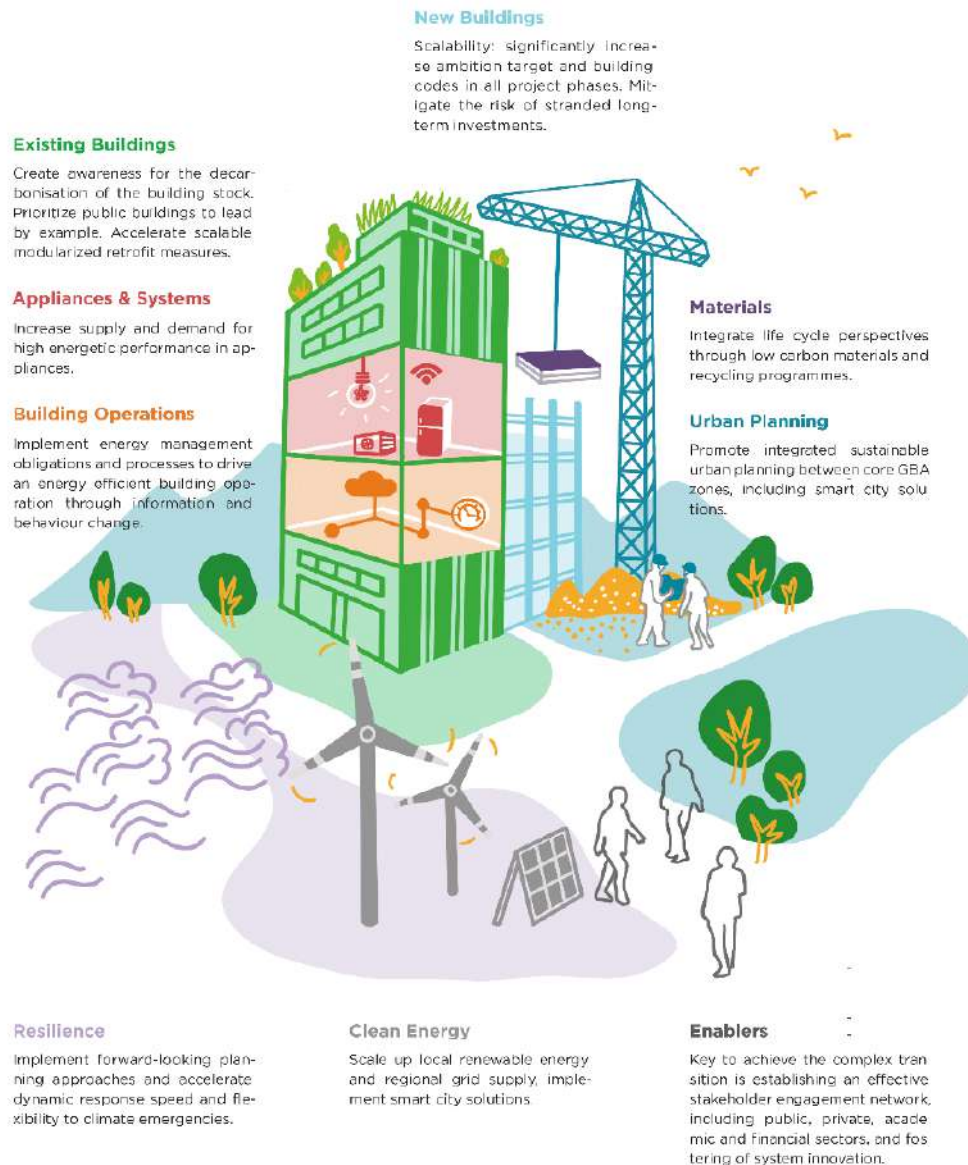 New Buildings
Scalability: significantly increa-
se ambition target and building
codes in all project phases. Mit-
igate the risk of stranded long-
term investments.
Existing Buildings
Create awareness for the decar-
bonisation of the building stock.
Prioritize public buildings to lead
by example. Accelerate scalable
modularized retrofit measures.
Appliances & Systems
Increase supply and demand for
high energetic performance in ap-
pliances.
Building Operations
Implement energy management
obligations and processes to drive
an energy efficient building ope-
ration through information and
behaviour change.
Materials
Integrate life cycle perspectives
through low carbon materials and
recycling programmes.
Urban Planning
Promote integrated sustainable
urban planning between core GBA
zones, including smart city solu
tions.
Resilience
Implement forward-looking plan-
ning approaches and accelerate
dynamic response speed and fle-
xibility to climate emergencies.
Clean Energy
Scale up local renewable energy
and regional grid supply, imple-
ment smart city solutions
Enablers
Key to achieve the complex tran
sition is establishing an effective
stakeholder engagement network,
including public, private, acade
mic and financial sectors, and fos
tering of system innovation.